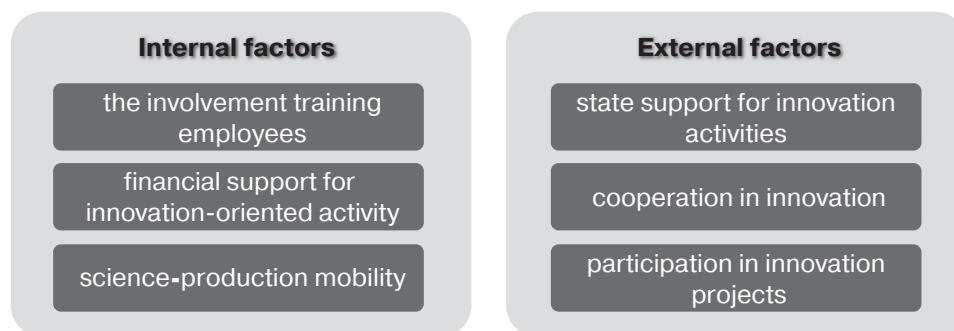 Internal factors
the involvement training
employees
financial support for
innovation-oriented activity
science-production mobility
External factors
state support for innovation
activities
cooperation in innovation
participation in innovation
projects